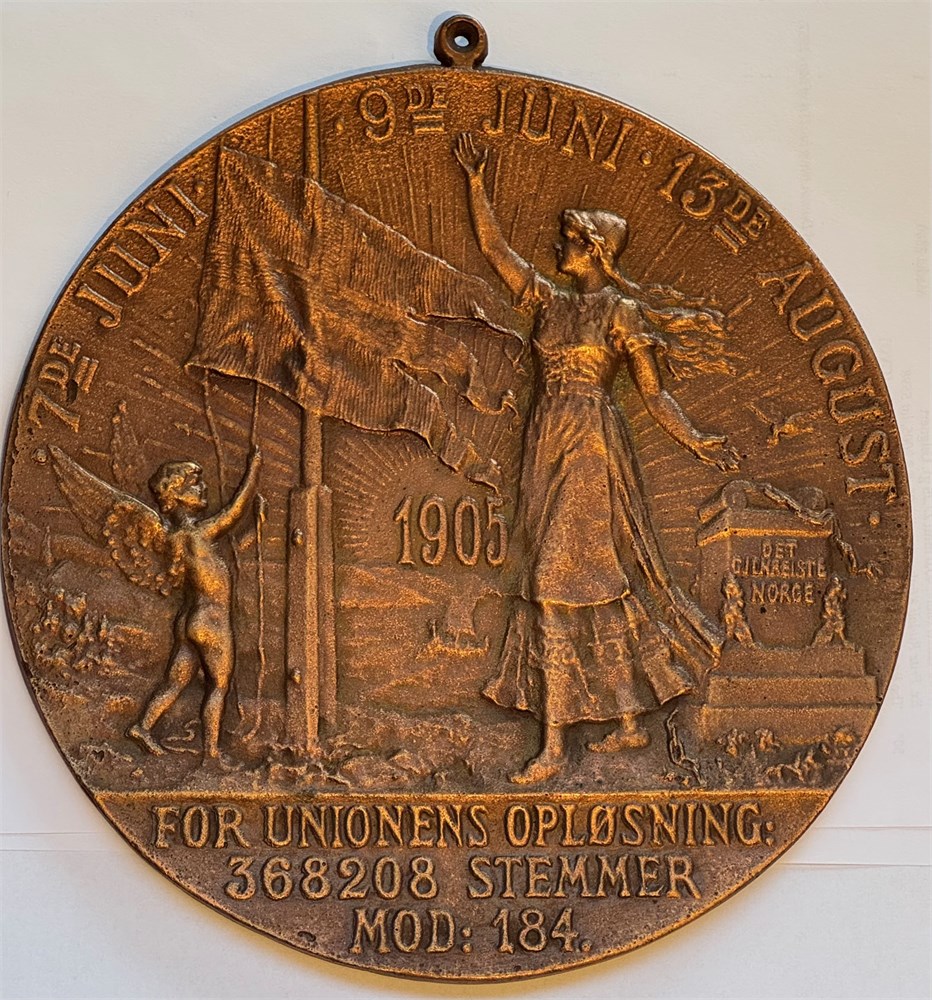 7DE JUNI · 9DE JUNI · 13DE AUGUST ·
1905
DET
GJENREISTE
NORGE
FOR UNIONENS OPLØSNING:
368208 STEMMER
MOD: 184.